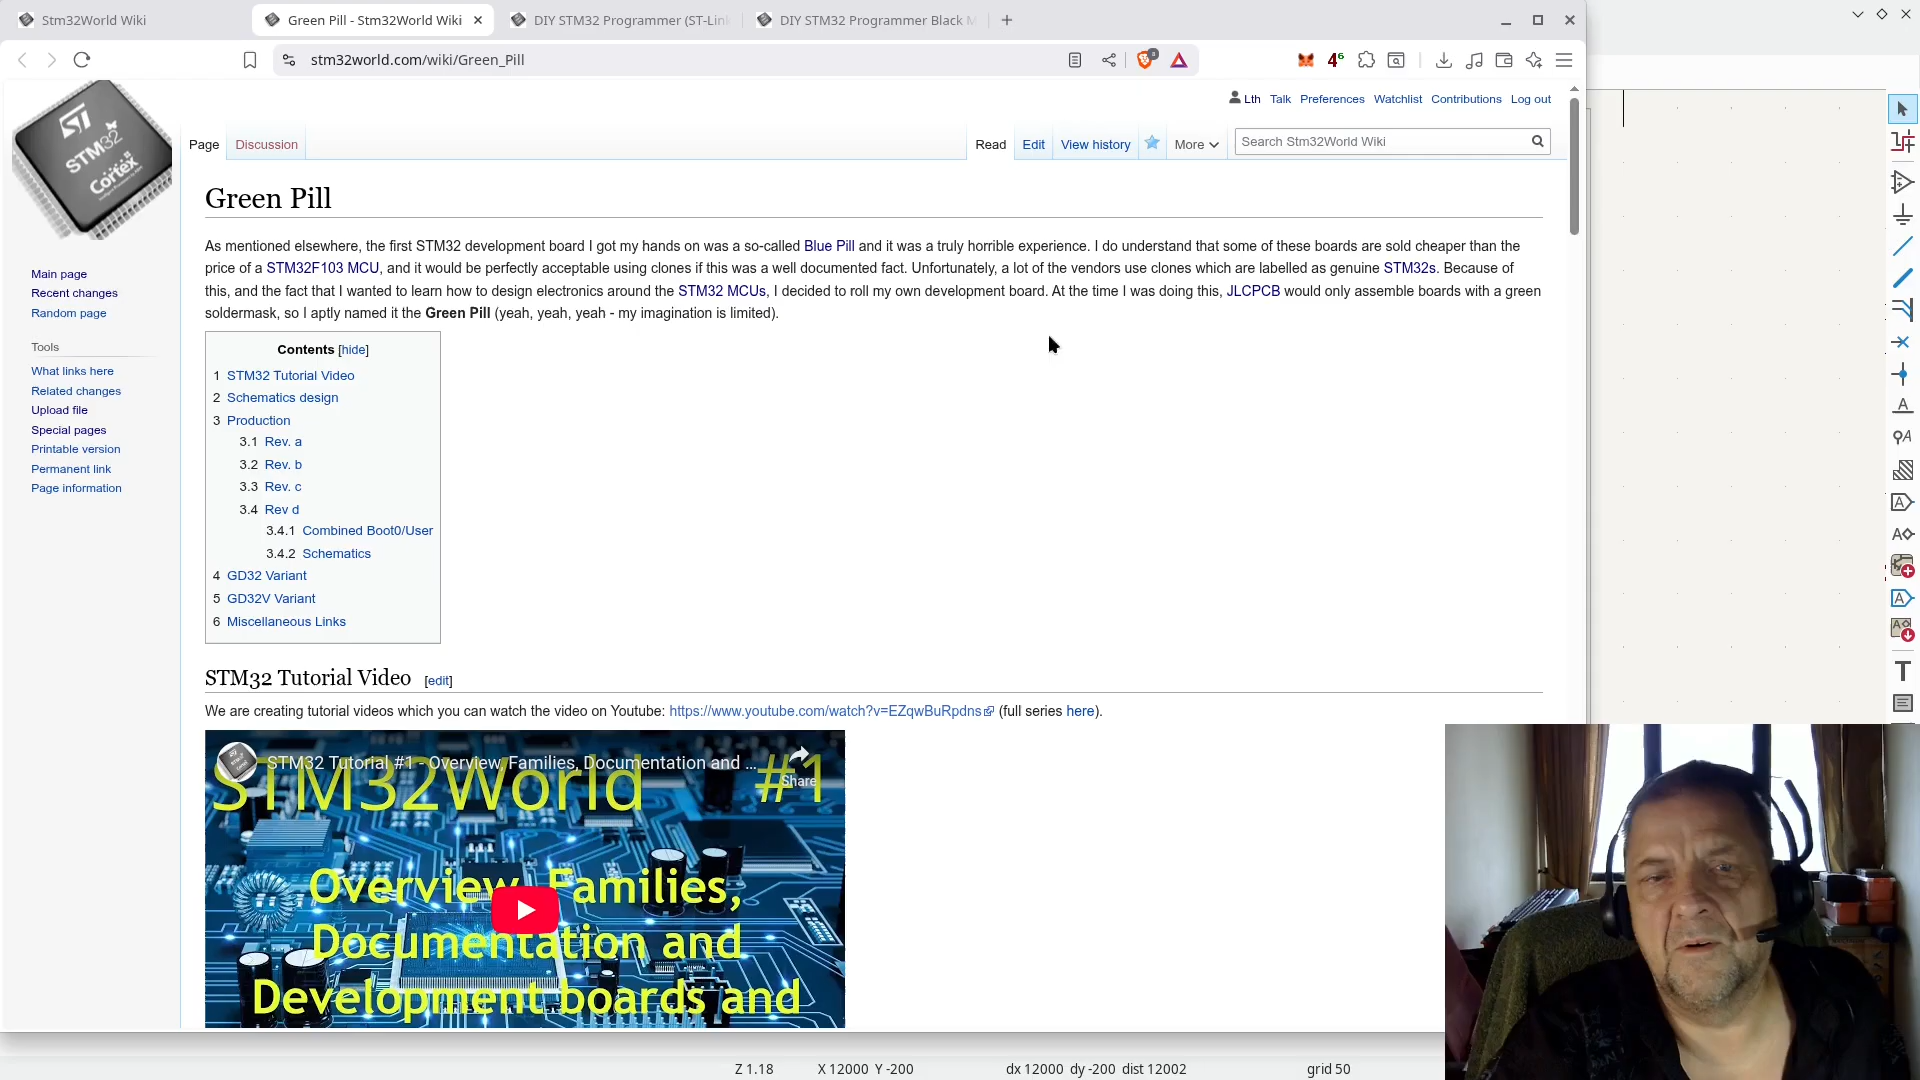 Stm32World Wiki
Green Pill - Stm32World Wiki
DIY STM32 Programmer (ST-Lin
DIY STM32 Programmer Black M
stm32world.com/wiki/Green_Pill
8
4⁶
ST
STM32
Cortex
Lth Talk Preferences Watchlist Contributions Log out
Page Discussion Read Edit View history More Search Stm32World Wiki
Green Pill
As mentioned elsewhere, the first STM32 development board I got my hands on was a so-called Blue Pill and it was a truly horrible experience. I do understand that some of these boards are sold cheaper than the
price of a STM32F103 MCU, and it would be perfectly acceptable using clones if this was a well documented fact. Unfortunately, a lot of the vendors use clones which are labelled as genuine STM32s. Because of
this, and the fact that I wanted to learn how to design electronics around the STM32 MCUs, I decided to roll my own development board. At the time I was doing this, JLCPCB would only assemble boards with a green
soldermask, so I aptly named it the Green Pill (yeah, yeah, yeah - my imagination is limited).
Main page
Recent changes
Random page
Tools
What links here
Related changes
Upload file
Special pages
Printable version
Permanent link
Page information
Contents [hide]
1 STM32 Tutorial Video
2 Schematics design
3 Production
3.1 Rev. a
3.2 Rev. b
3.3 Rev. c
3.4 Rev d
3.4.1 Combined Boot0/User
3.4.2 Schematics
4 GD32 Variant
5 GD32V Variant
6 Miscellaneous Links
STM32 Tutorial Video [edit]
We are creating tutorial videos which you can watch the video on Youtube: https://www.youtube.com/watch?v=EZqwBuRpdns (full series here).
STM32 Tutorial #1 - Overview, Families, Documentation and ...
Share
STM32World #1
Overview, Families,
Documentation and
Development boards and
Z 1.18 X 12000 Y -200 dx 12000 dy -200 dist 12002 grid 50